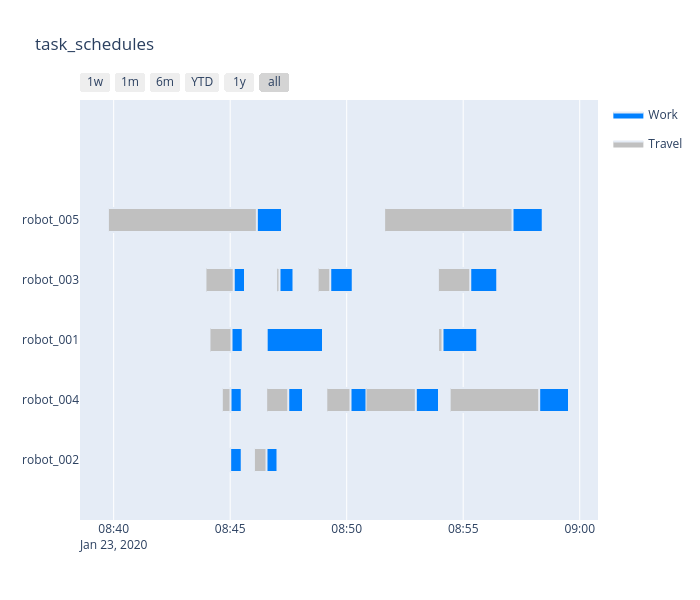 task_schedules
1w 1m 6m YTD 1y all
Work
Travel
robot_005
robot_003
robot_001
robot_004
robot_002
08:40 08:45 08:50 08:55 09:00
Jan 23, 2020